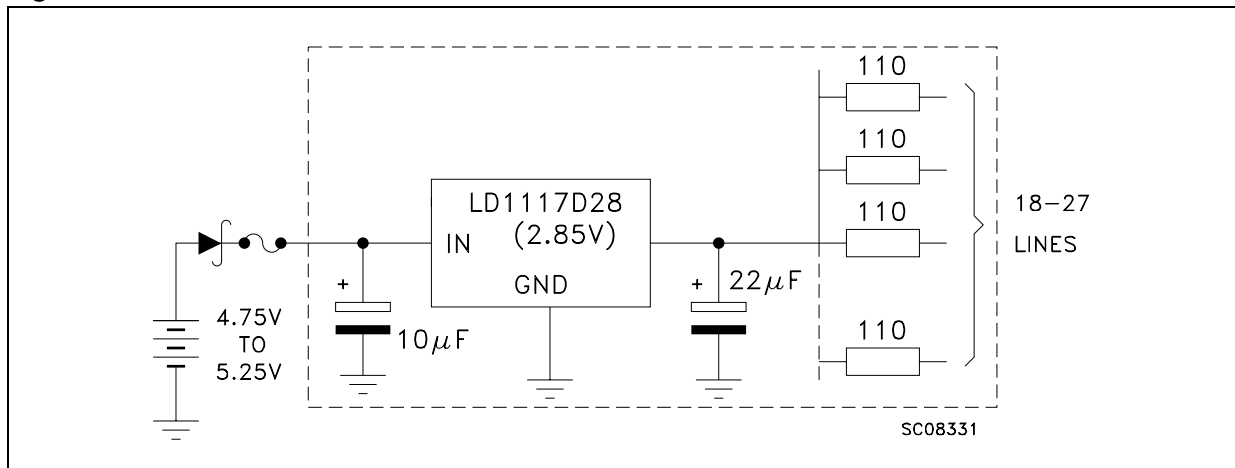 110
110
18-27
LINES
LD1117D28
(2.85V)
IN
GND
110
+
10μF
+
22μF
4.75V
TO
5.25V
110
SC08331